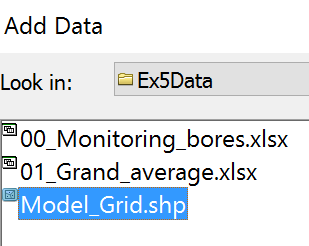 Add Data
Look in: Ex5Data
00_Monitoring_bores.xlsx
01_Grand_average.xlsx
Model_Grid.shp